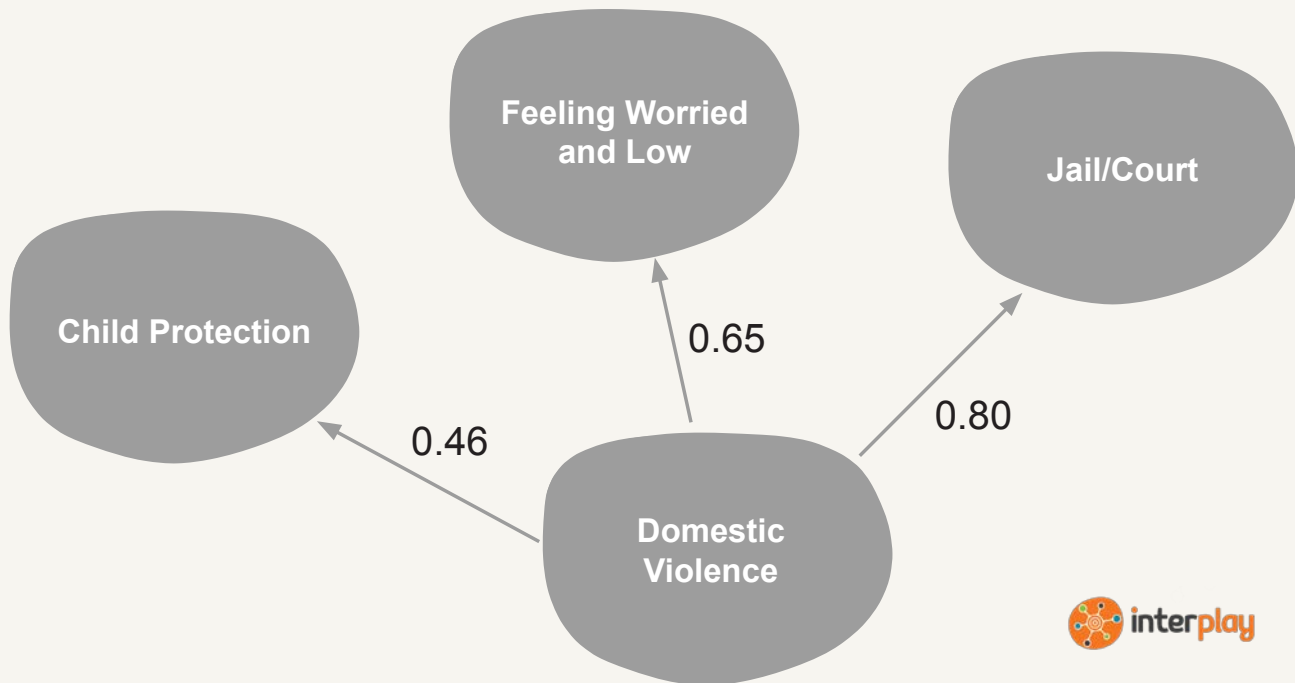 Feeling Worried
and Low
Jail/Court
Child Protection
0.65
0.80
0.46
Domestic
Violence
interplay